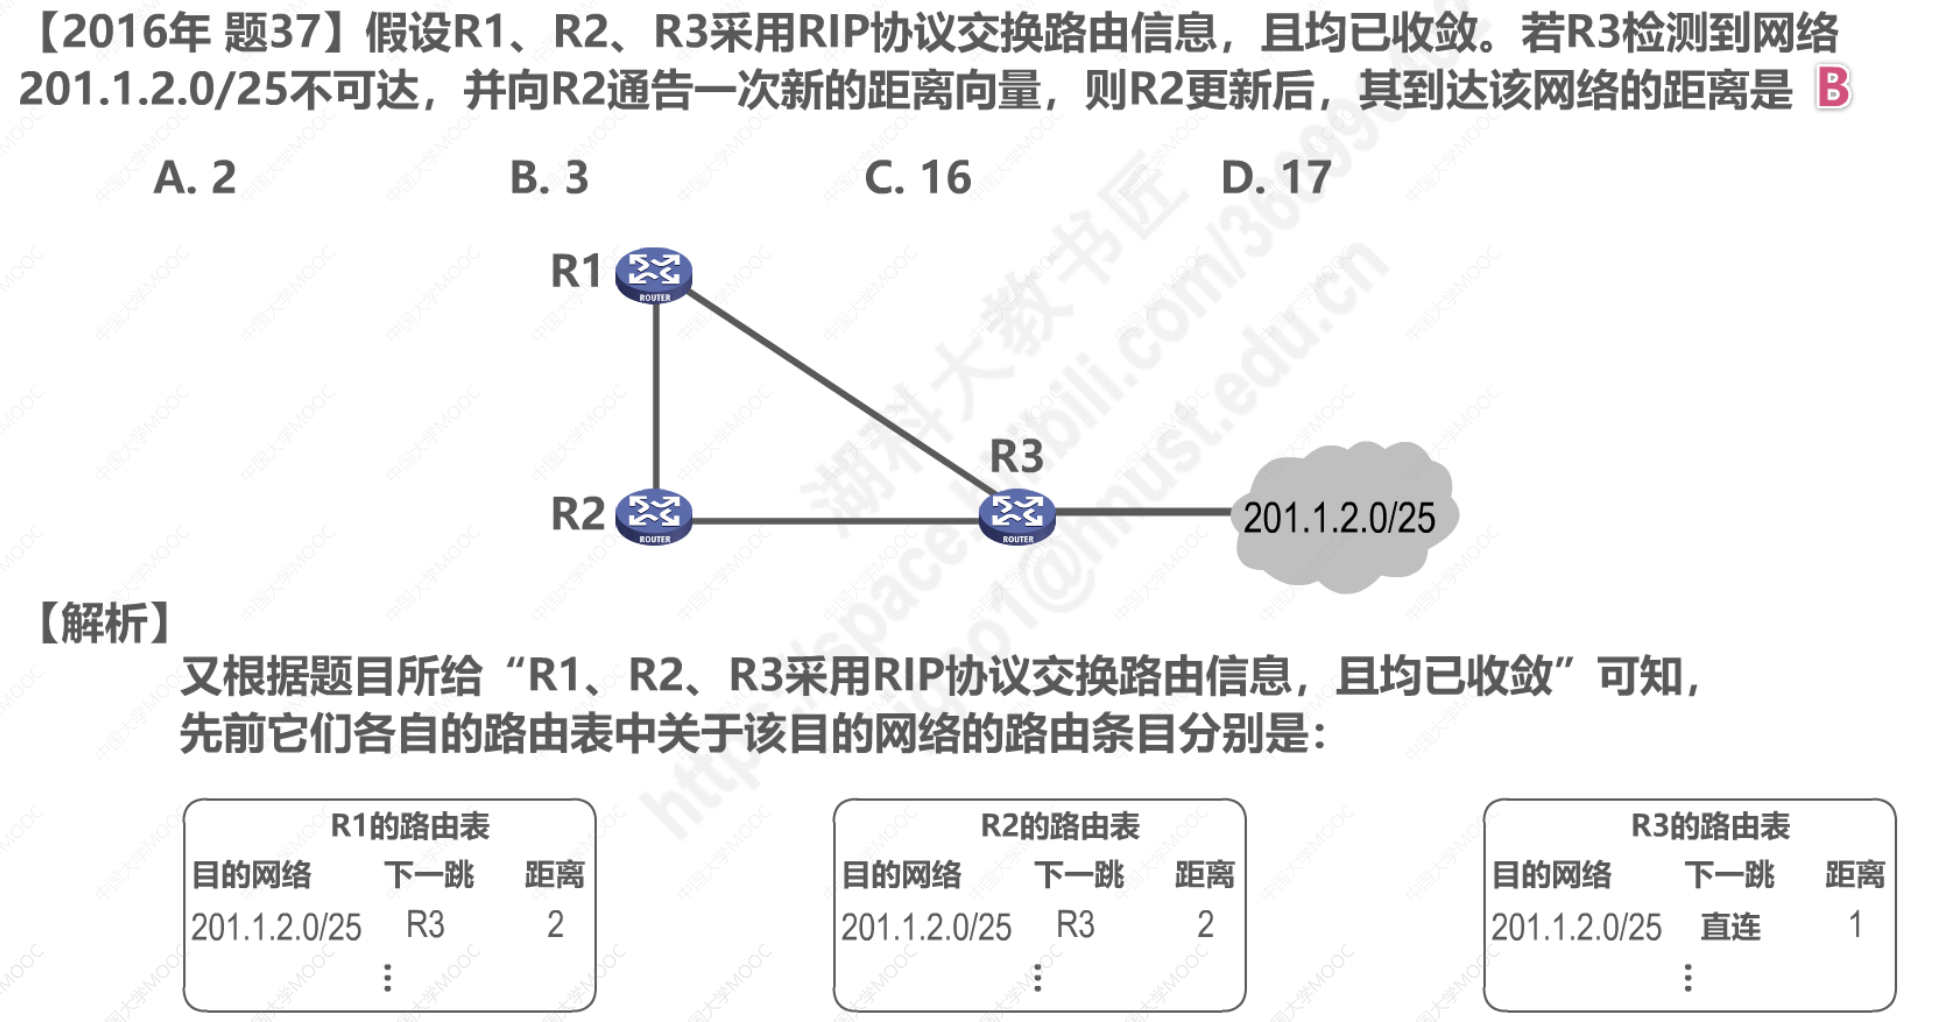 【2016年 题37】假设R1、R2、R3采用RIP协议交换路由信息，且均已收敛。若R3检测到网络
201.1.2.0/25不可达，并向R2通告一次新的距离向量，则R2更新后，其到达该网络的距离是 B
A. 2 B. 3 C. 16 D. 17
R1
ROUTER
R3
R2
ROUTER
ROUTER
201.1.2.0/25
【解析】
又根据题目所给“R1、R2、R3采用RIP协议交换路由信息，且均已收敛”可知，
先前它们各自的路由表中关于该目的网络的路由条目分别是：
R1的路由表
目的网络 下一跳 距离
201.1.2.0/25 R3 2
⋮
R2的路由表
目的网络 下一跳 距离
201.1.2.0/25 R3 2
⋮
R3的路由表
目的网络 下一跳 距离
201.1.2.0/25 直连 1
⋮
湖科大教书匠
中国大学MOOC